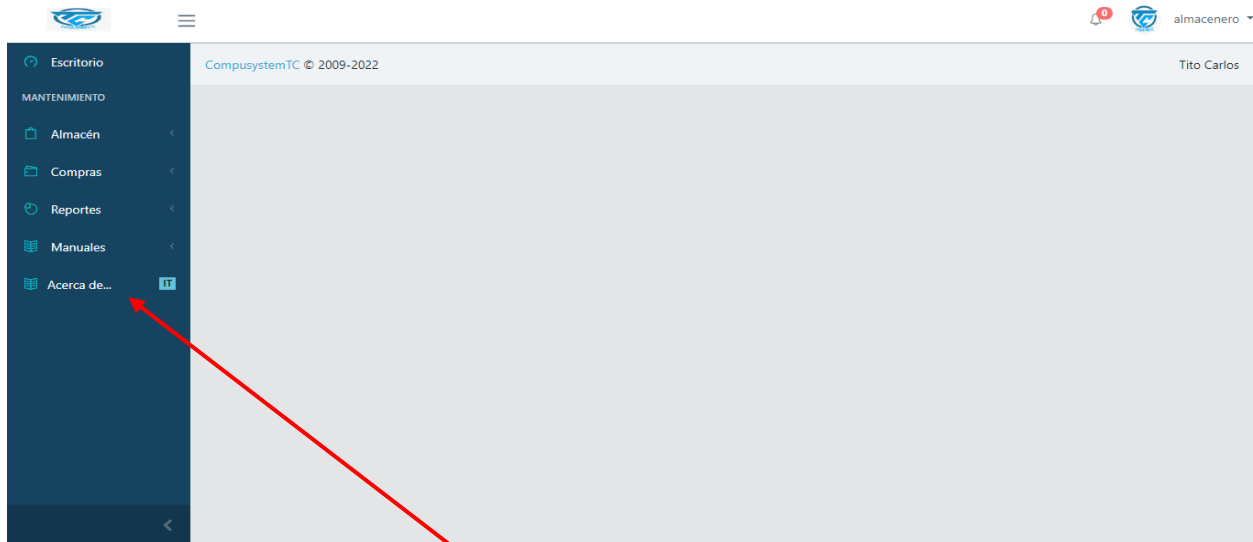 0
almacenero
Escritorio
CompusystemTC © 2009-2022
Tito Carlos
MANTENIMIENTO
Almacén
Compras
Reportes
Manuales
Acerca de...
IT